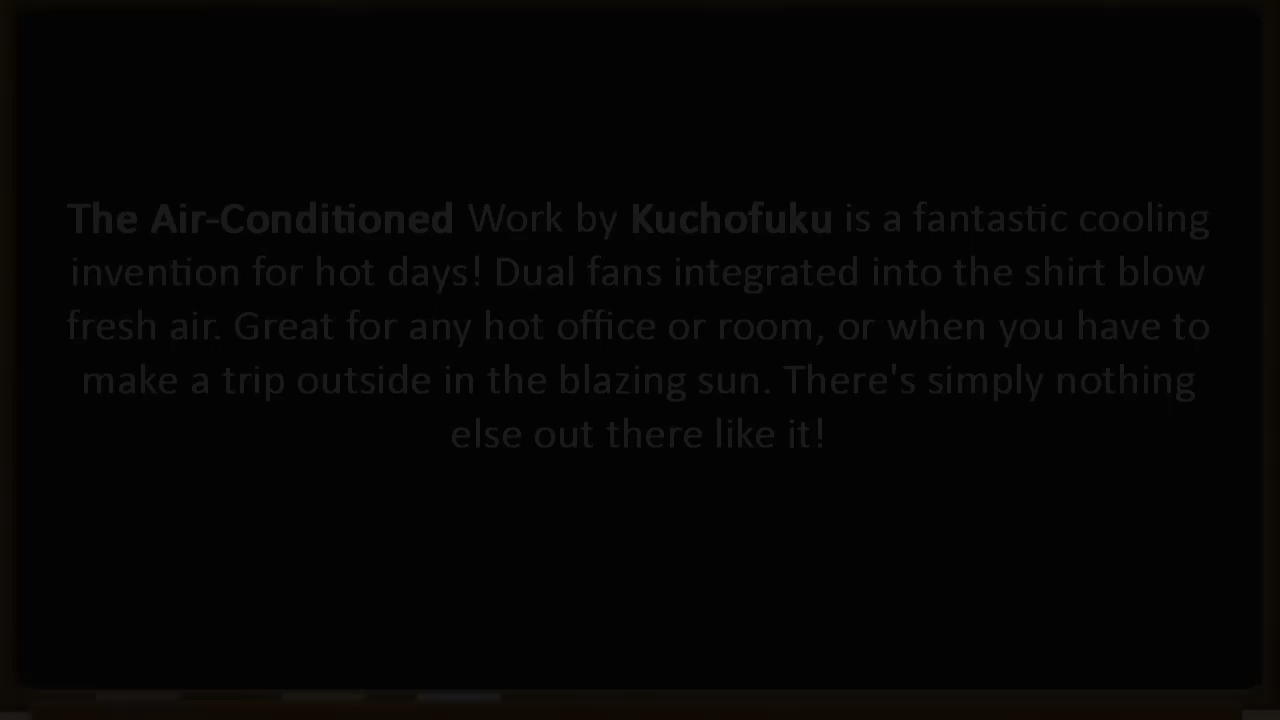 The Air-Conditioned Work by Kuchofuku is a fantastic cooling
invention for hot days! Dual fans integrated into the shirt blow
fresh air. Great for any hot office or room, or when you have to
make a trip outside in the blazing sun. There's simply nothing
else out there like it!